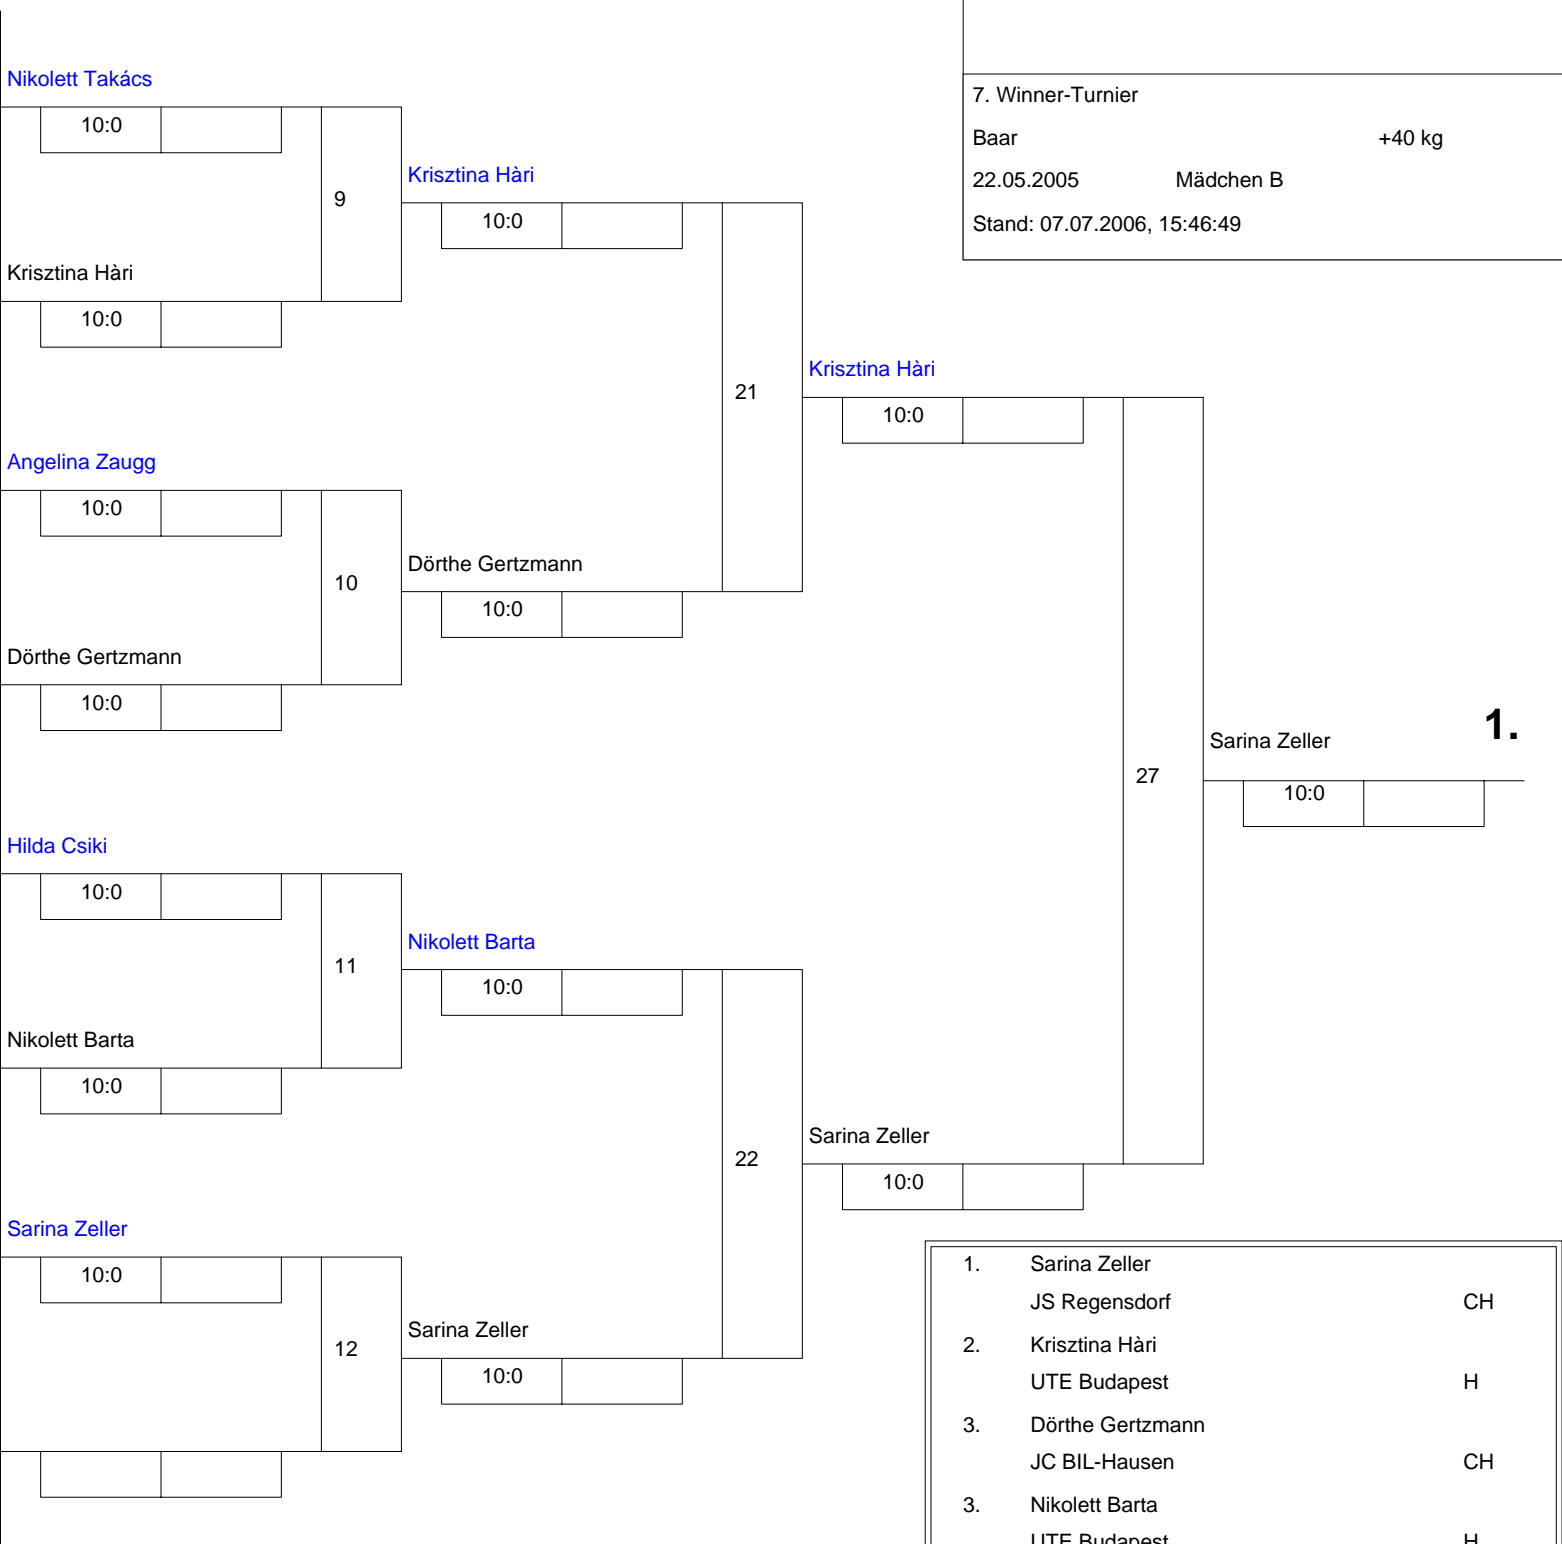 7. Winner-Turnier
Baar +40 kg
22.05.2005 Mädchen B
Stand: 07.07.2006, 15:46:49
Nikolett Takács
10:0
9
Krisztina Hàri
10:0
Krisztina Hàri
10:0
21
Angelina Zaugg
10:0
10
Dörthe Gertzmann
10:0
Dörthe Gertzmann
10:0
Krisztina Hàri
10:0
27
Sarina Zeller 1.
10:0
Hilda Csiki
10:0
11
Nikolett Barta
10:0
Nikolett Barta
10:0
22
Sarina Zeller
10:0
Sarina Zeller
10:0
12
Sarina Zeller
10:0
1. Sarina Zeller
JS Regensdorf CH
2. Krisztina Hàri
UTE Budapest H
3. Dörthe Gertzmann
JC BIL-Hausen CH
3. Nikolett Barta
UTE Budapest H